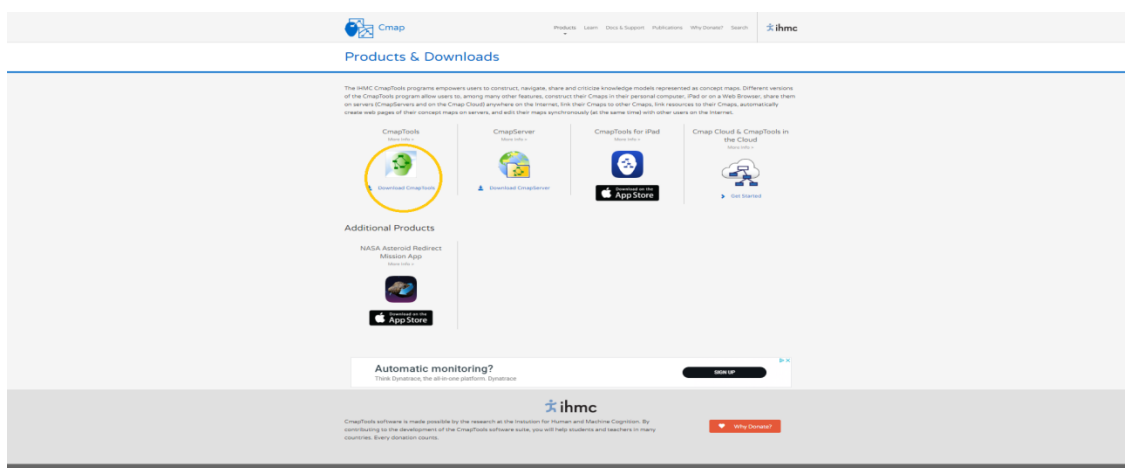 Cmap
Products Learn Docs & Support Publications Why Donate? Search
ihmc
Products & Downloads
The IHMC CmapTools programs empowers users to construct, navigate, share and criticize knowledge models represented as concept maps. Different versions
of the CmapTools program allow users to, among many other features, construct their Cmaps in their personal computer, iPad or on a Web Browser, share them
on servers (CmapServers and on the Cmap Cloud) anywhere on the Internet, link their Cmaps to other Cmaps, link resources to their Cmaps, automatically
create web pages of their concept maps on servers, and edit their maps synchronously (at the same time) with other users on the Internet.
CmapTools
More Info »
Download CmapTools
CmapServer
More Info »
Download CmapServer
CmapTools for iPad
More Info »
Download on the
App Store
Cmap Cloud & CmapTools in
the Cloud
More Info »
Get Started
Additional Products
NASA Asteroid Redirect
Mission App
More Info »
Download on the
App Store
Automatic monitoring?
Think Dynatrace, the all-in-one platform. Dynatrace
SIGN UP
ihmc
CmapTools software is made possible by the research at the Insitution for Human and Machine Cognition. By
contributing to the development of the CmapTools software suite, you will help students and teachers in many
countries. Every donation counts.
Why Donate?